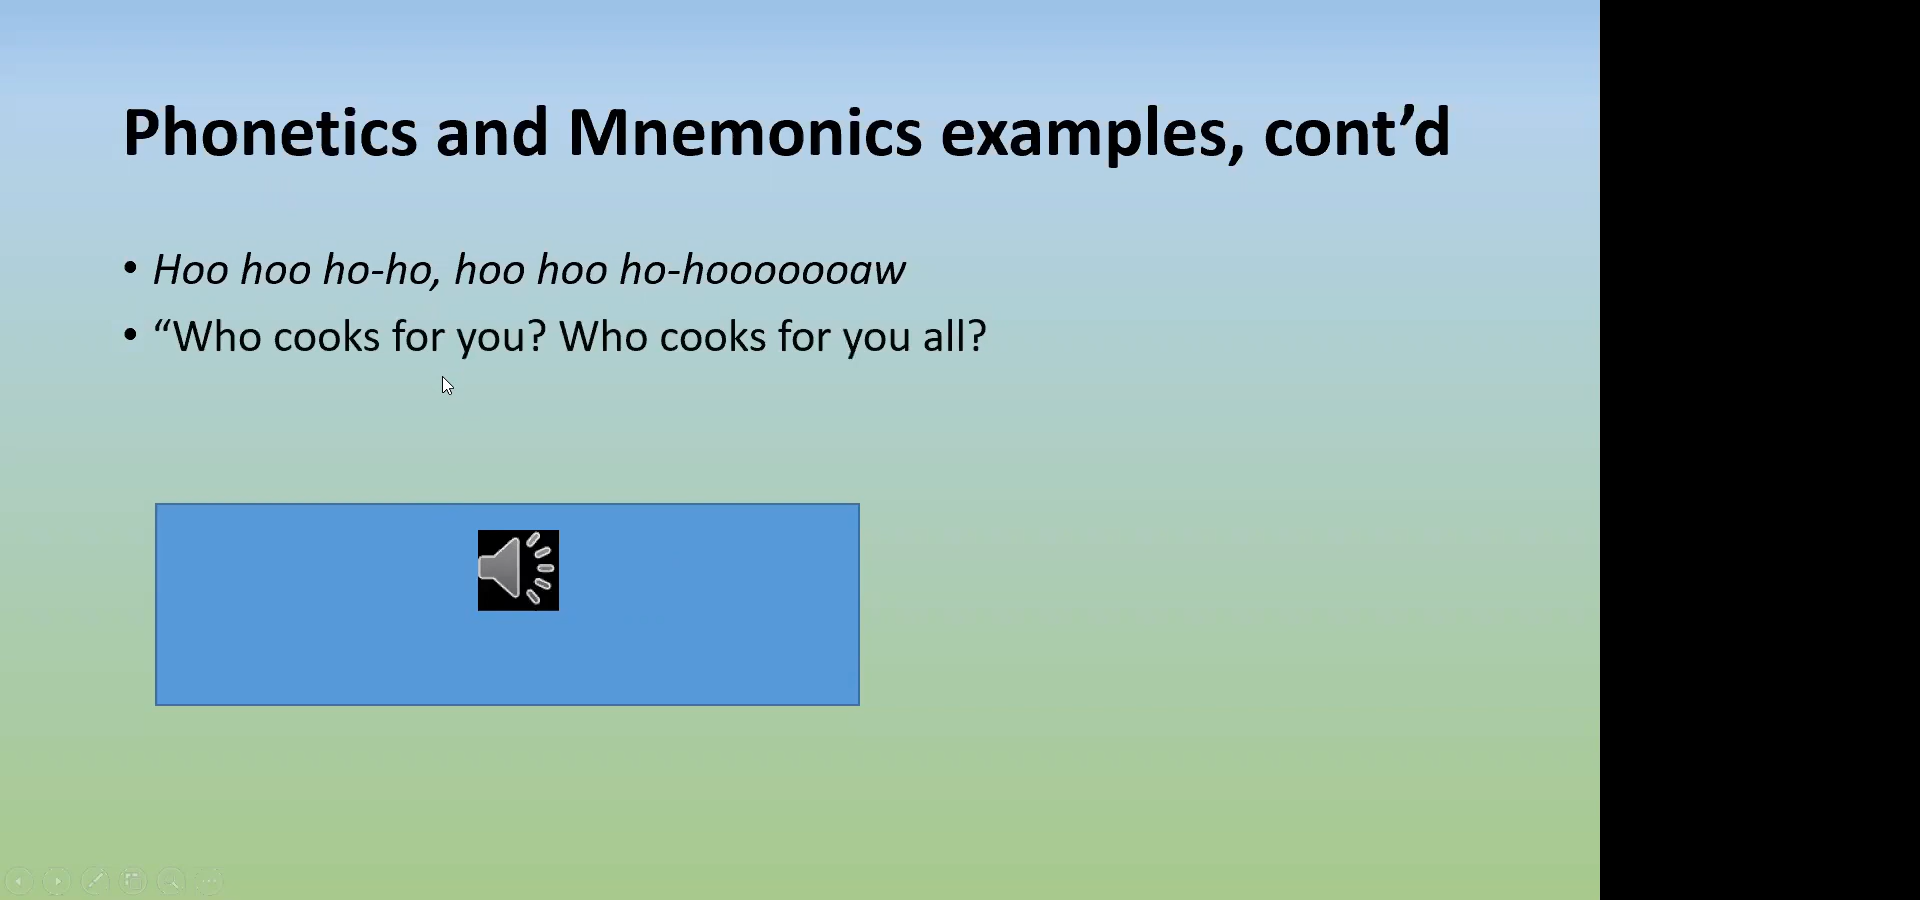 Phonetics and Mnemonics examples, cont’d
• Hoo hoo ho-ho, hoo hoo ho-hooooooaw
• “Who cooks for you? Who cooks for you all?